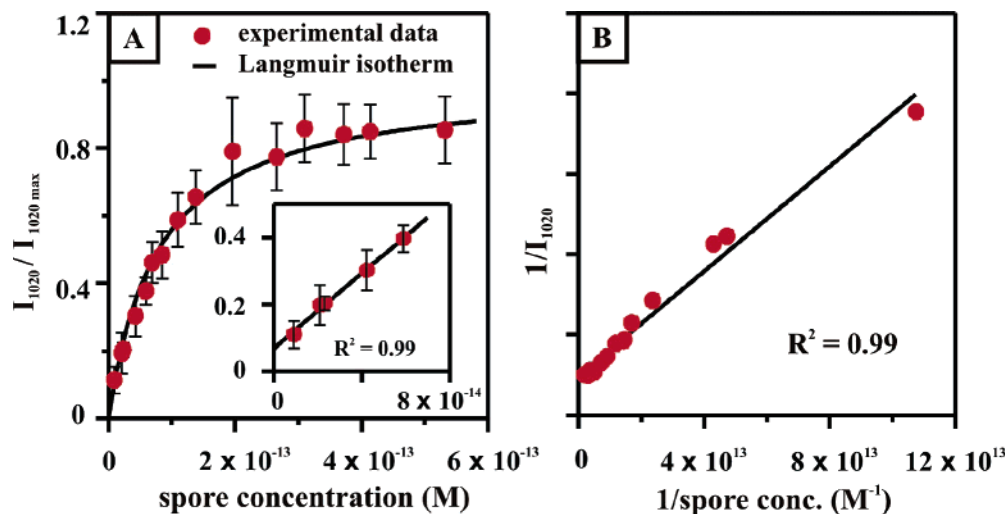 A
experimental data
Langmuir isotherm
I1020 / I1020 max
1.2
0.8
0.4
0
0.4
0.2
0
R² = 0.99
0
8 x 10⁻¹⁴
0
2 x 10⁻¹³
4 x 10⁻¹³
6 x 10⁻¹³
spore concentration (M)
B
1/I1020
R² = 0.99
0
4 x 10¹³
8 x 10¹³
12 x 10¹³
1/spore conc. (M⁻¹)